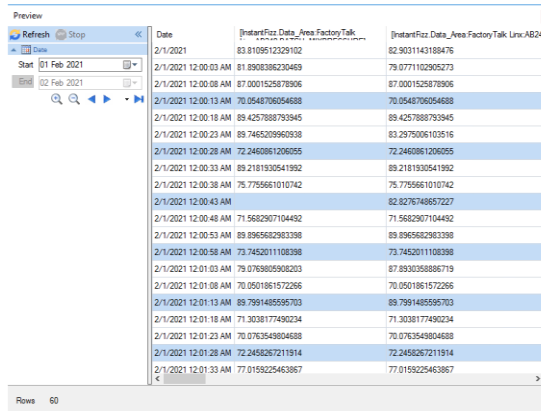 Preview
Refresh Stop «
Date
Start 01 Feb 2021
End 02 Feb 2021
Date [InstantFizz.Data_Area:FactoryTalk [InstantFizz.Data_Area:FactoryTalk Linx:AB24
2/1/2021 83.8109512329102 82.9031143188476
2/1/2021 12:00:03 AM 81.8908386230469 79.0771102905273
2/1/2021 12:00:08 AM 87.0001525878906 87.0001525878906
2/1/2021 12:00:13 AM 70.0548706054688 70.0548706054688
2/1/2021 12:00:18 AM 89.4257888793945 89.4257888793945
2/1/2021 12:00:23 AM 89.7465209960938 83.2975006103516
2/1/2021 12:00:28 AM 72.2460861206055 72.2460861206055
2/1/2021 12:00:33 AM 89.2181930541992 89.2181930541992
2/1/2021 12:00:38 AM 75.7755661010742 75.7755661010742
2/1/2021 12:00:43 AM 82.8276748657227
2/1/2021 12:00:48 AM 71.5682907104492 71.5682907104492
2/1/2021 12:00:53 AM 89.8965682983398 89.8965682983398
2/1/2021 12:00:58 AM 73.7452011108398 73.7452011108398
2/1/2021 12:01:03 AM 79.0769805908203 87.8930358886719
2/1/2021 12:01:08 AM 70.0501861572266 70.0501861572266
2/1/2021 12:01:13 AM 89.7991485595703 89.7991485595703
2/1/2021 12:01:18 AM 71.3038177490234 71.3038177490234
2/1/2021 12:01:23 AM 70.0763549804688 70.0763549804688
2/1/2021 12:01:28 AM 72.2458267211914 72.2458267211914
2/1/2021 12:01:33 AM 77.0159225463867 77.0159225463867
Rows 60